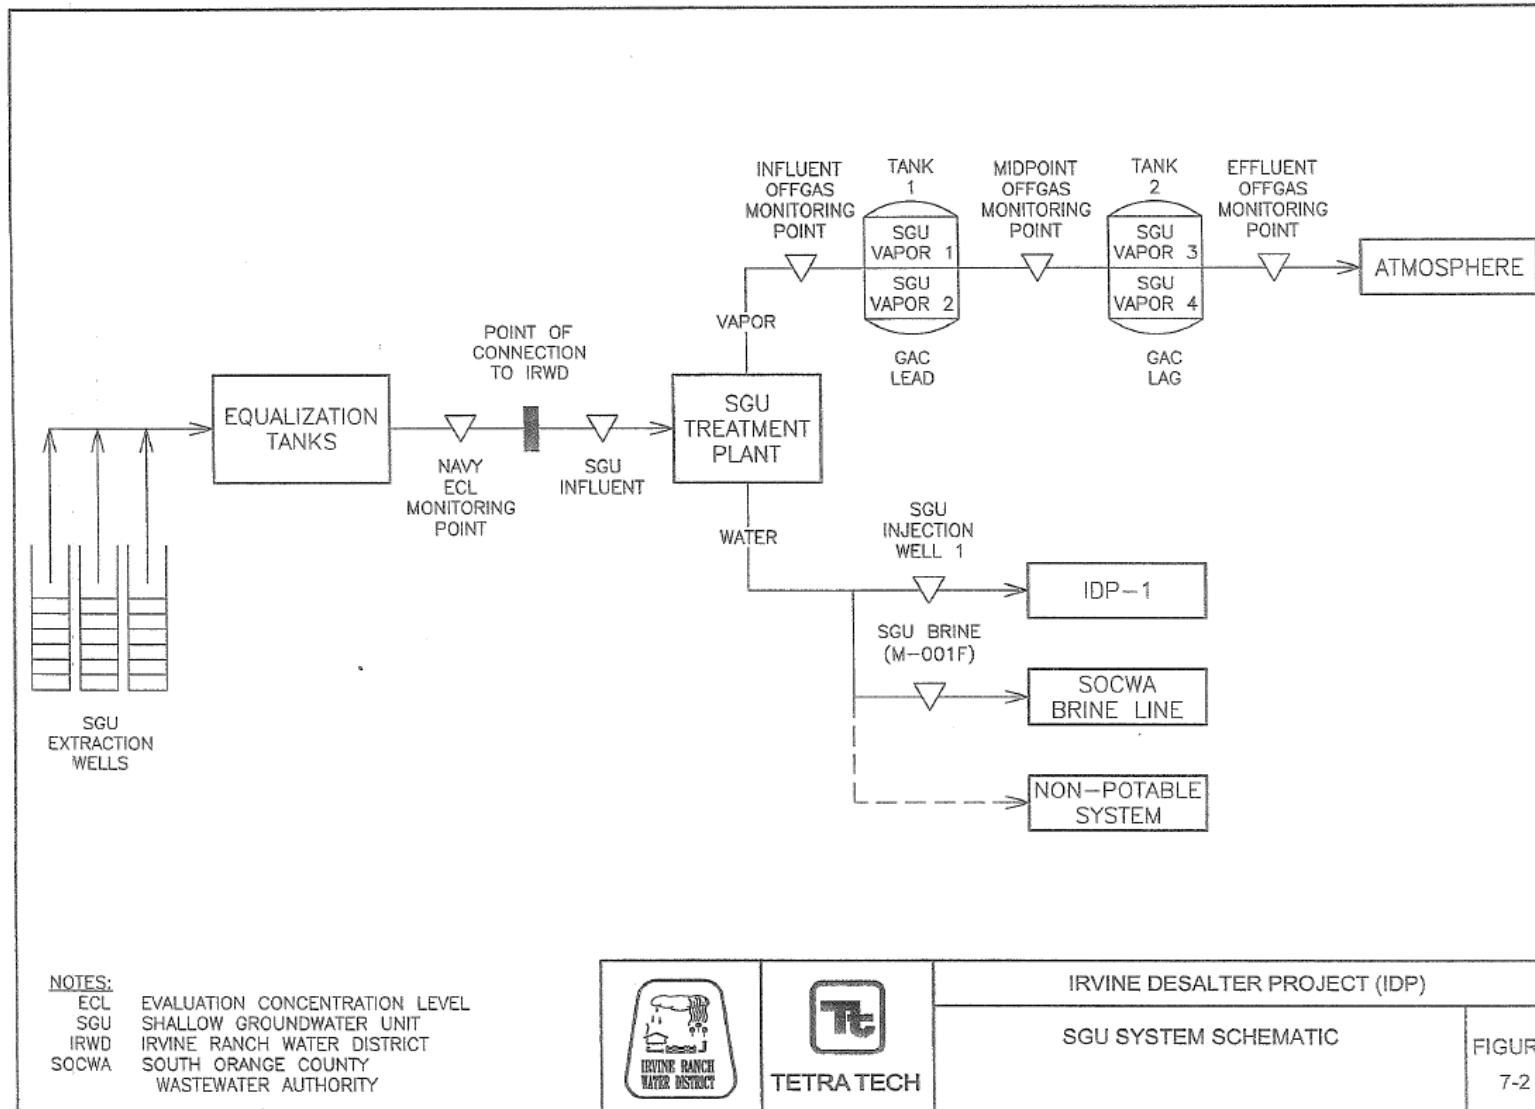 INFLUENT
OFFGAS
MONITORING
POINT
TANK
1
MIDPOINT
OFFGAS
MONITORING
POINT
TANK
2
EFFLUENT
OFFGAS
MONITORING
POINT
SGU
VAPOR 1
SGU
VAPOR 2
SGU
VAPOR 3
SGU
VAPOR 4
ATMOSPHERE
GAC
LEAD
GAC
LAG
VAPOR
POINT OF
CONNECTION
TO IRWD
EQUALIZATION
TANKS
NAVY
ECL
MONITORING
POINT
SGU
INFLUENT
SGU
TREATMENT
PLANT
WATER
SGU
INJECTION
WELL 1
IDP-1
SGU BRINE
(M-001F)
SOCWA
BRINE LINE
NON-POTABLE
SYSTEM
SGU
EXTRACTION
WELLS
NOTES:
ECL EVALUATION CONCENTRATION LEVEL
SGU SHALLOW GROUNDWATER UNIT
IRWD IRVINE RANCH WATER DISTRICT
SOCWA SOUTH ORANGE COUNTY
WASTEWATER AUTHORITY
IRVINE RANCH
WATER DISTRICT
Tt
TETRA TECH
IRVINE DESALTER PROJECT (IDP)
SGU SYSTEM SCHEMATIC
FIGUR
7-2